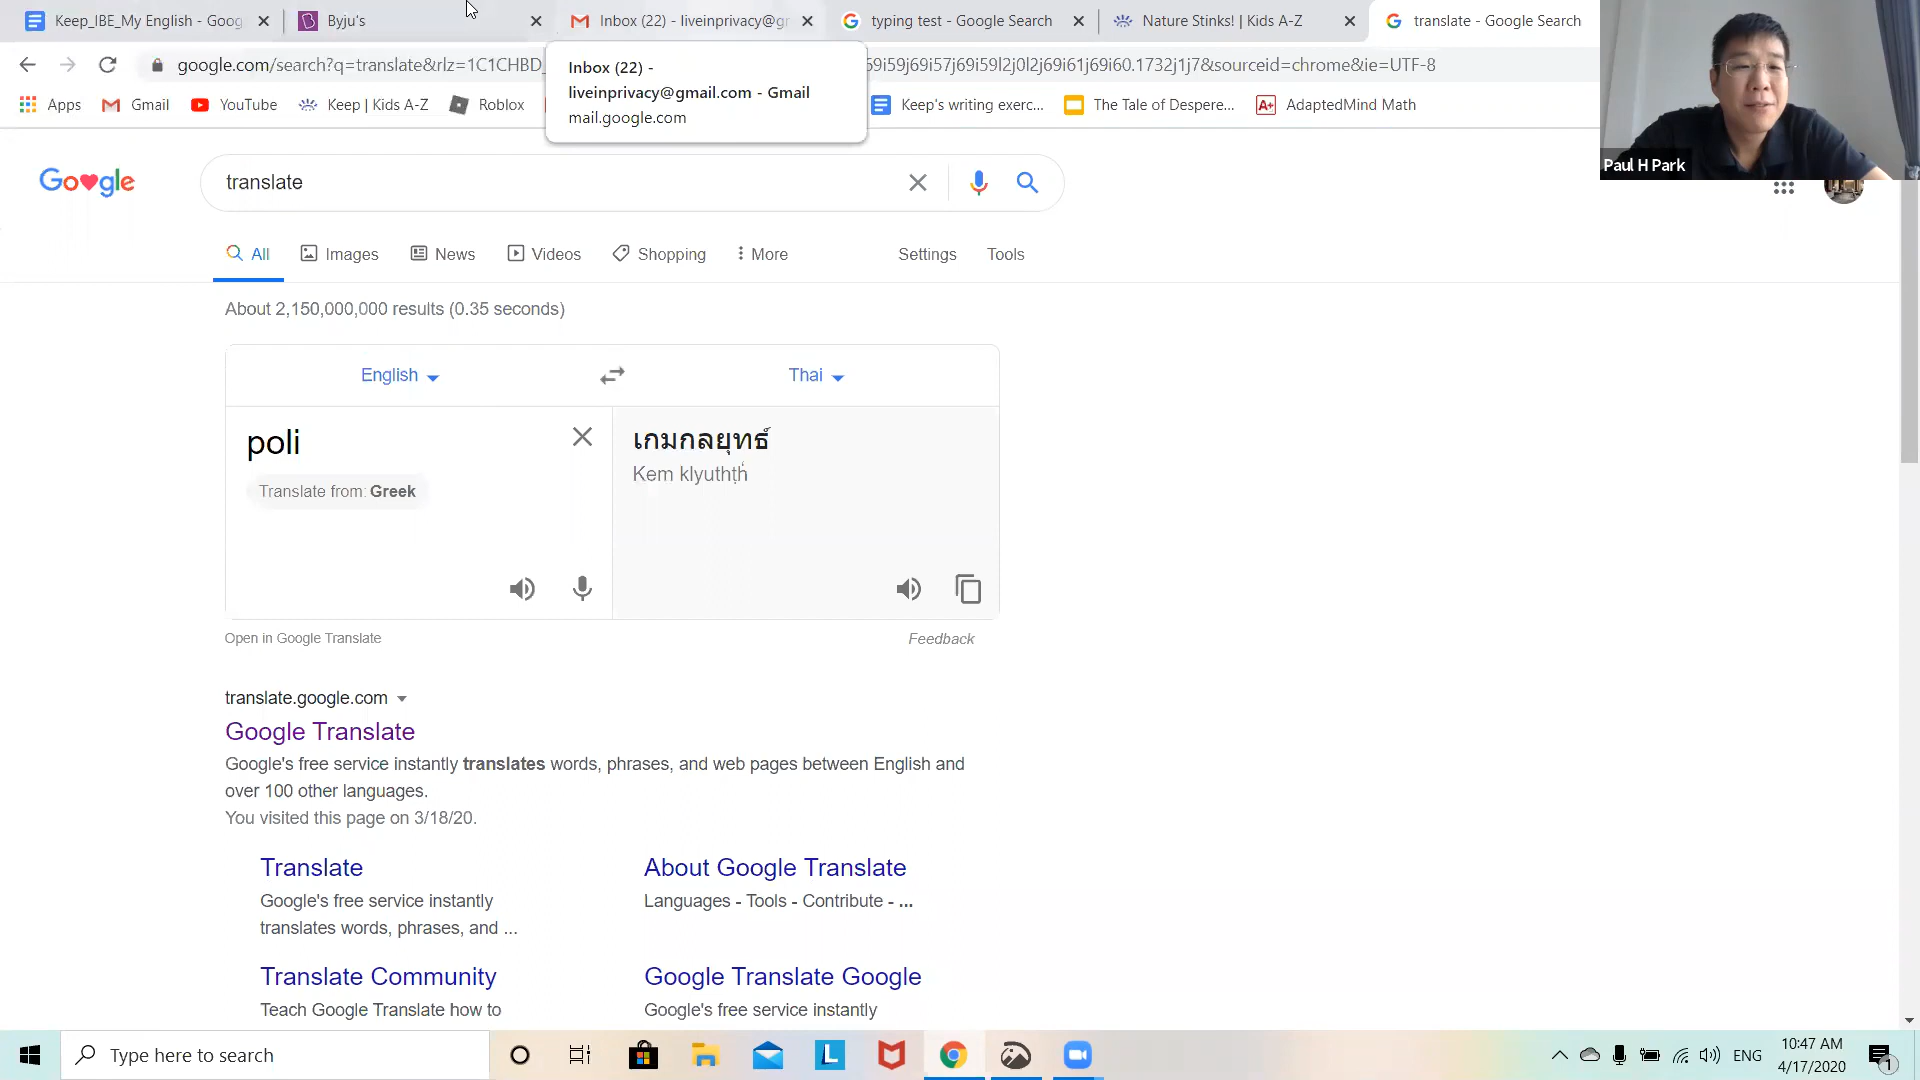 Keep_IBE_My English - Goog
Byju's
Inbox (22) - liveinprivacy@gr
typing test - Google Search
Nature Stinks! | Kids A-Z
translate - Google Search
google.com/search?q=translate&rlz=1C1CHBD_
69i59j69i57j69i59l2j0l2j69i61j69i60.1732j1j7&sourceid=chrome&ie=UTF-8
Inbox (22) -
liveinprivacy@gmail.com - Gmail
mail.google.com
Apps
Gmail
YouTube
Keep | Kids A-Z
Roblox
Keep's writing exerc...
The Tale of Despere...
A+ AdaptedMind Math
Paul H Park
Google
translate
All
Images
News
Videos
Shopping
More
Settings
Tools
About 2,150,000,000 results (0.35 seconds)
English
Thai
poli
Translate from: Greek
เกมกลยุทธ์
Kem klyuthṭh̒
Open in Google Translate
Feedback
translate.google.com
Google Translate
Google's free service instantly translates words, phrases, and web pages between English and
over 100 other languages.
You visited this page on 3/18/20.
Translate
Google's free service instantly
translates words, phrases, and ...
About Google Translate
Languages - Tools - Contribute - ...
Translate Community
Teach Google Translate how to
Google Translate Google
Google's free service instantly
Type here to search
L
ENG
10:47 AM
4/17/2020
1